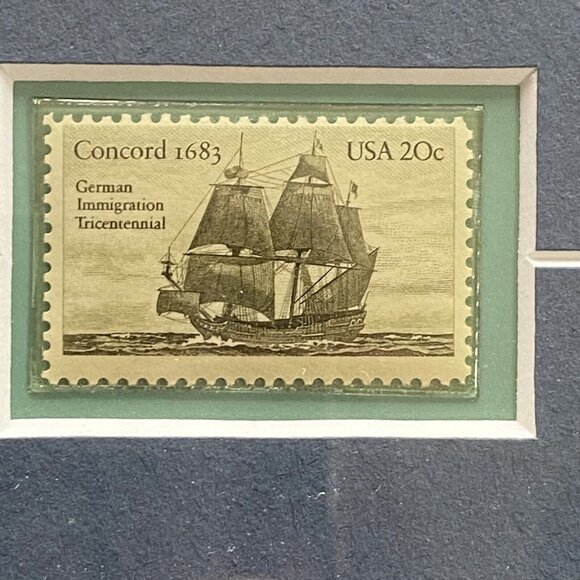 Concord 1683 USA 20c
German
Immigration
Tricentennial